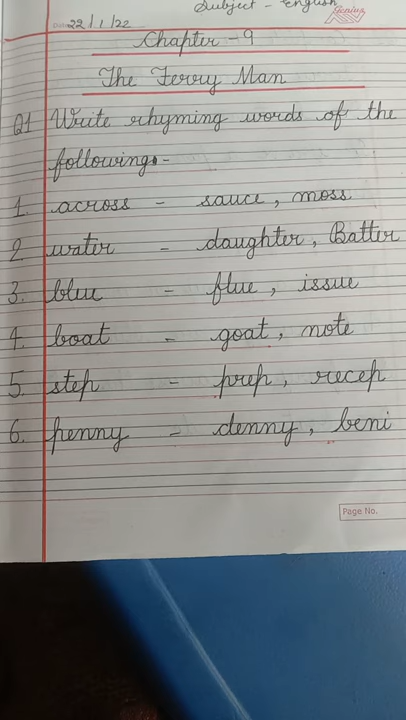 Subject - English
Genius
Date 22/1/22
Chapter - 9
The Ferry Man
Q1 Write rhyming words of the
following:-
1. across - sauce, moss
2 water - daughter, Batter
3. blue - flue, issue
4. boat - goat, note
5. step - prep, recep
6. penny - denny, beni
Page No.